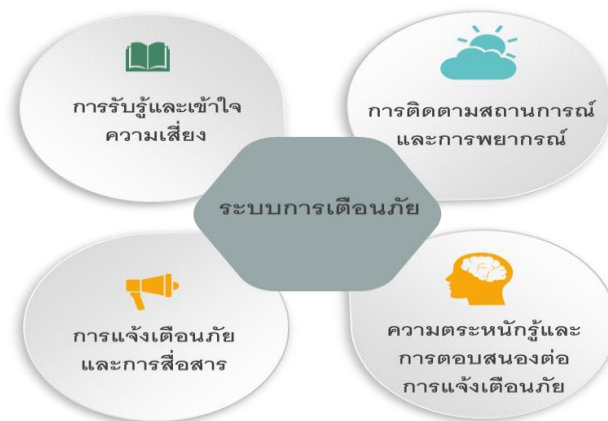 การรับรู้และเข้าใจ
ความเสี่ยง
การติดตามสถานการณ์
และการพยากรณ์
ระบบการเตือนภัย
การแจ้งเตือนภัย
และการสื่อสาร
ความตระหนักรู้และ
การตอบสนองต่อ
การแจ้งเตือนภัย